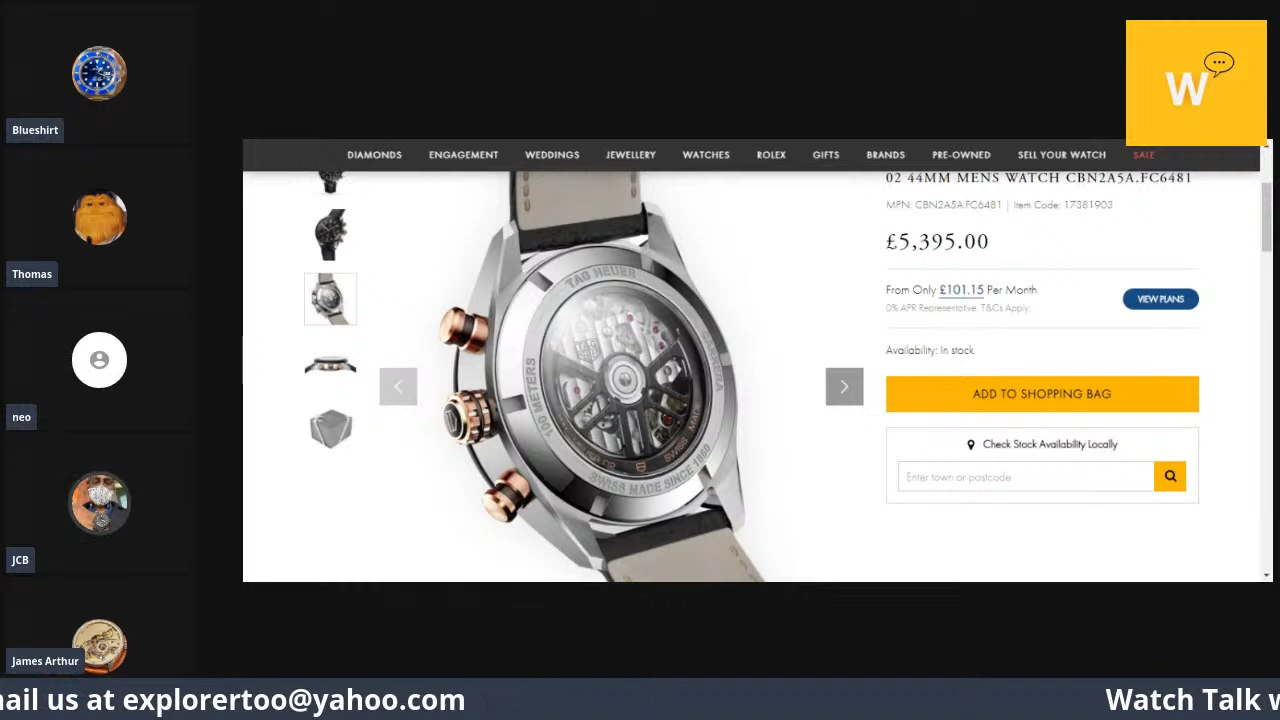 Blueshirt
Thomas
neo
JCB
James Arthur
W
DIAMONDS ENGAGEMENT WEDDINGS JEWELLERY WATCHES ROLEX GIFTS BRANDS PRE-OWNED SELL YOUR WATCH SALE
02 44MM MENS WATCH CBN2A5A.FC6481
MPN: CBN2A5A.FC6481 | Item Code: 17381903
£5,395.00
From Only £101.15 Per Month
0% APR Representative. T&Cs Apply.
VIEW PLANS
Availability: In stock
ADD TO SHOPPING BAG
Check Stock Availability Locally
Enter town or postcode
TAG HEUER
CARRERA
100 METERS
SWISS MADE
SWISS MADE SINCE 1860
ail us at explorertoo@yahoo.com
Watch Talk w